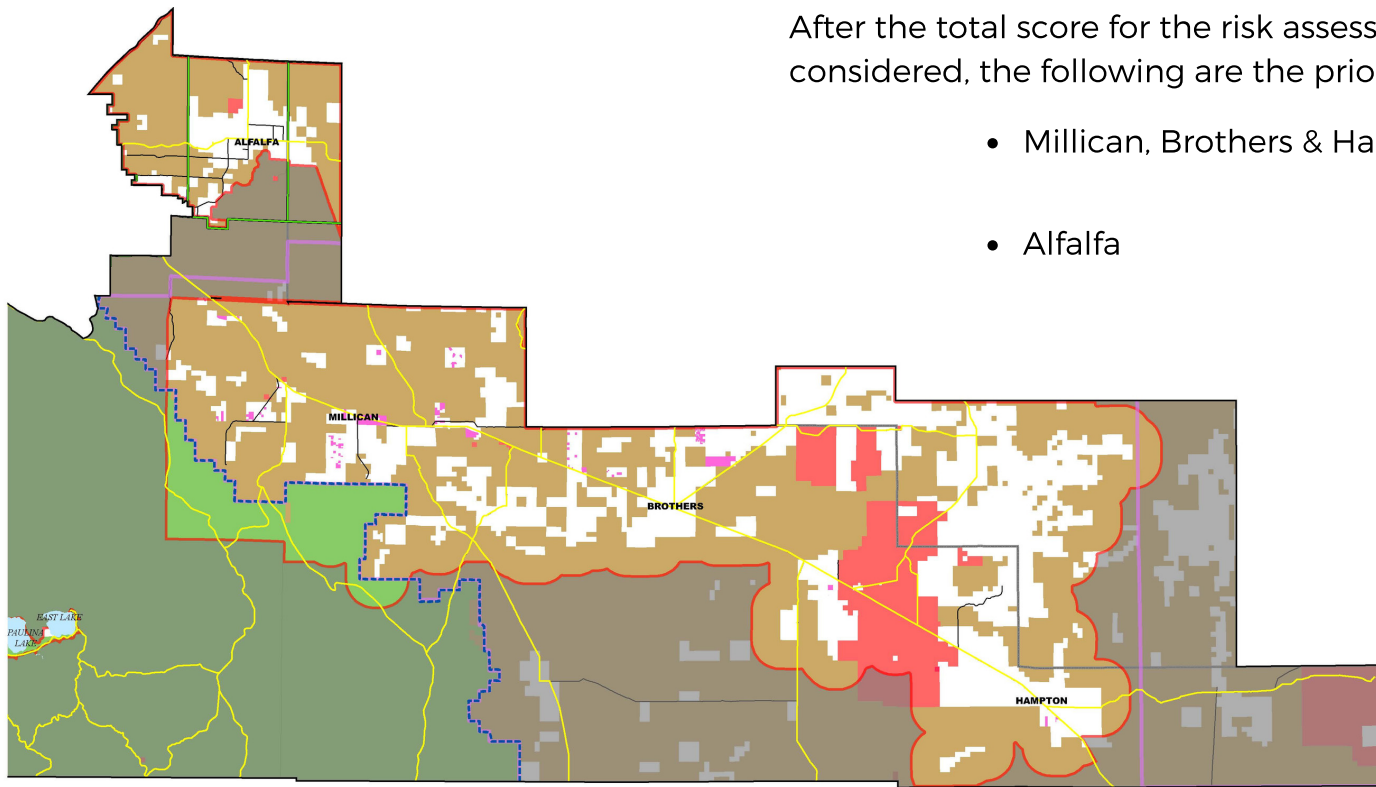 After the total score for the risk assess
considered, the following are the prio
• Millican, Brothers & Ha
• Alfalfa
ALFALFA
MILLICAN
BROTHERS
EAST LAKE
PAULINA
LAKE
HAMPTON